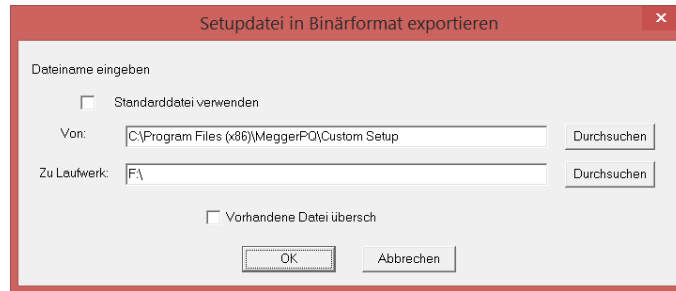 Setupdatei in Binärformat exportieren
x
Dateiname eingeben
Standarddatei verwenden
Von: C:\Program Files (x86)\MeggerPQ\Custom Setup Durchsuchen
Zu Laufwerk: F:\ Durchsuchen
Vorhandene Datei übersch
OK Abbrechen